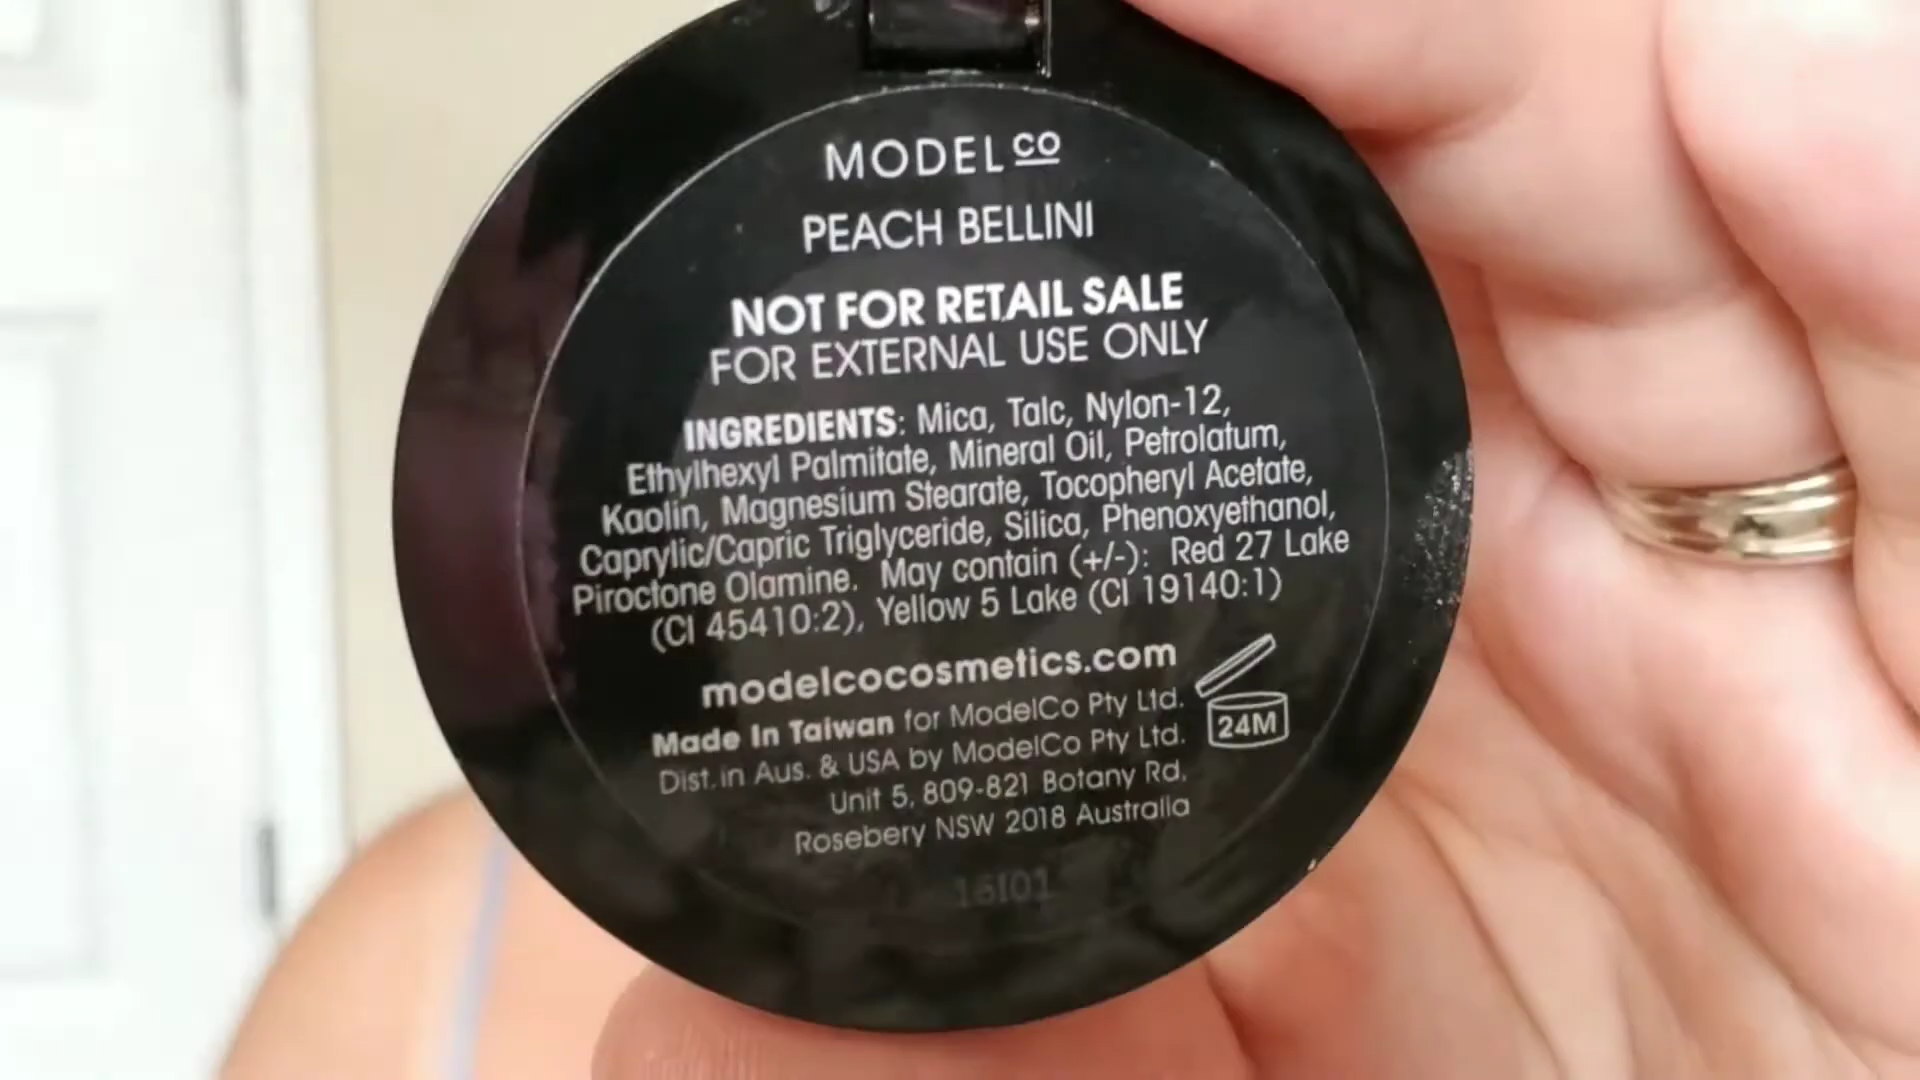 MODEL CO
PEACH BELLINI
NOT FOR RETAIL SALE
FOR EXTERNAL USE ONLY
INGREDIENTS: Mica, Talc, Nylon-12,
Ethylhexyl Palmitate, Mineral Oil, Petrolatum,
Kaolin, Magnesium Stearate, Tocopheryl Acetate,
Caprylic/Capric Triglyceride, Silica, Phenoxyethanol,
Piroctone Olamine. May contain (+/-): Red 27 Lake
(CI 45410:2), Yellow 5 Lake (CI 19140:1)
modelcocosmetics.com
Made In Taiwan for ModelCo Pty Ltd.
Dist. in Aus. & USA by ModelCo Pty Ltd.
24M
Unit 5, 809-821 Botany Rd,
Rosebery NSW 2018 Australia
16I01